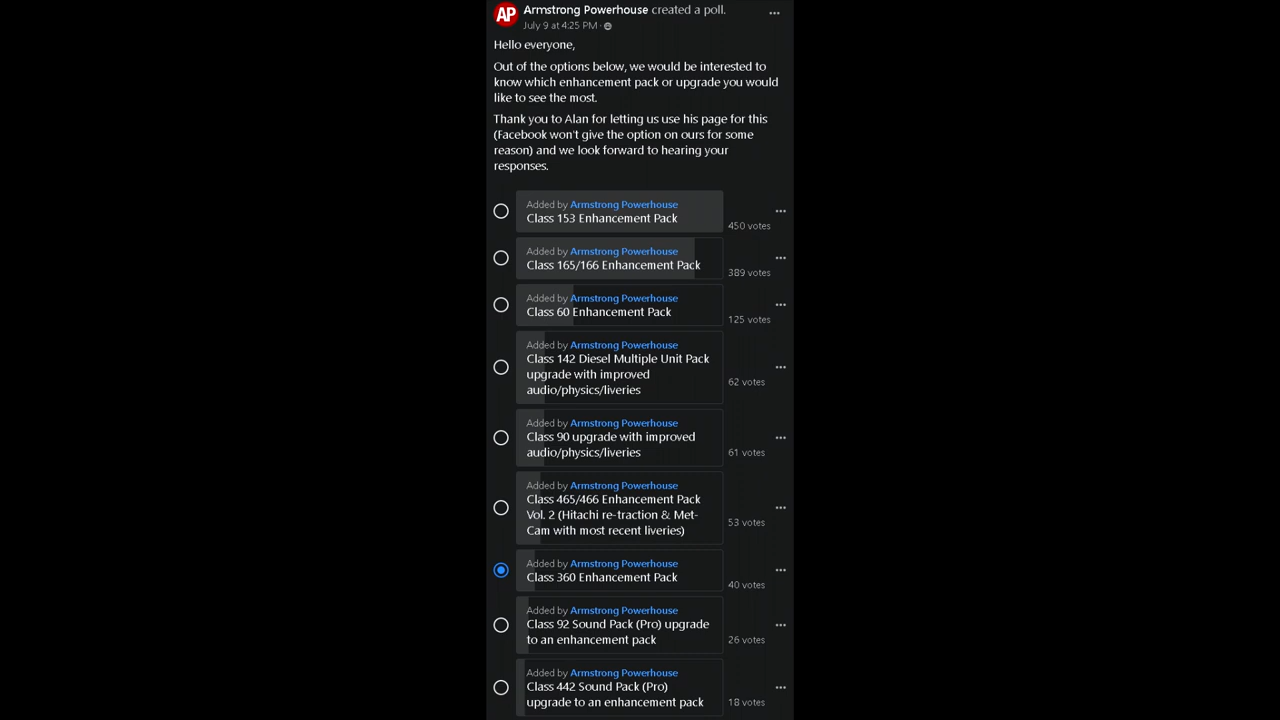 AP
Armstrong Powerhouse created a poll.
July 9 at 4:25 PM ·
Hello everyone,
Out of the options below, we would be interested to
know which enhancement pack or upgrade you would
like to see the most.
Thank you to Alan for letting us use his page for this
(Facebook won't give the option on ours for some
reason) and we look forward to hearing your
responses.
Added by Armstrong Powerhouse
Class 153 Enhancement Pack
450 votes
Added by Armstrong Powerhouse
Class 165/166 Enhancement Pack
389 votes
Added by Armstrong Powerhouse
Class 60 Enhancement Pack
125 votes
Added by Armstrong Powerhouse
Class 142 Diesel Multiple Unit Pack
upgrade with improved
audio/physics/liveries
62 votes
Added by Armstrong Powerhouse
Class 90 upgrade with improved
audio/physics/liveries
61 votes
Added by Armstrong Powerhouse
Class 465/466 Enhancement Pack
Vol. 2 (Hitachi re-traction & Met-
Cam with most recent liveries)
53 votes
Added by Armstrong Powerhouse
Class 360 Enhancement Pack
40 votes
Added by Armstrong Powerhouse
Class 92 Sound Pack (Pro) upgrade
to an enhancement pack
26 votes
Added by Armstrong Powerhouse
Class 442 Sound Pack (Pro)
upgrade to an enhancement pack
18 votes